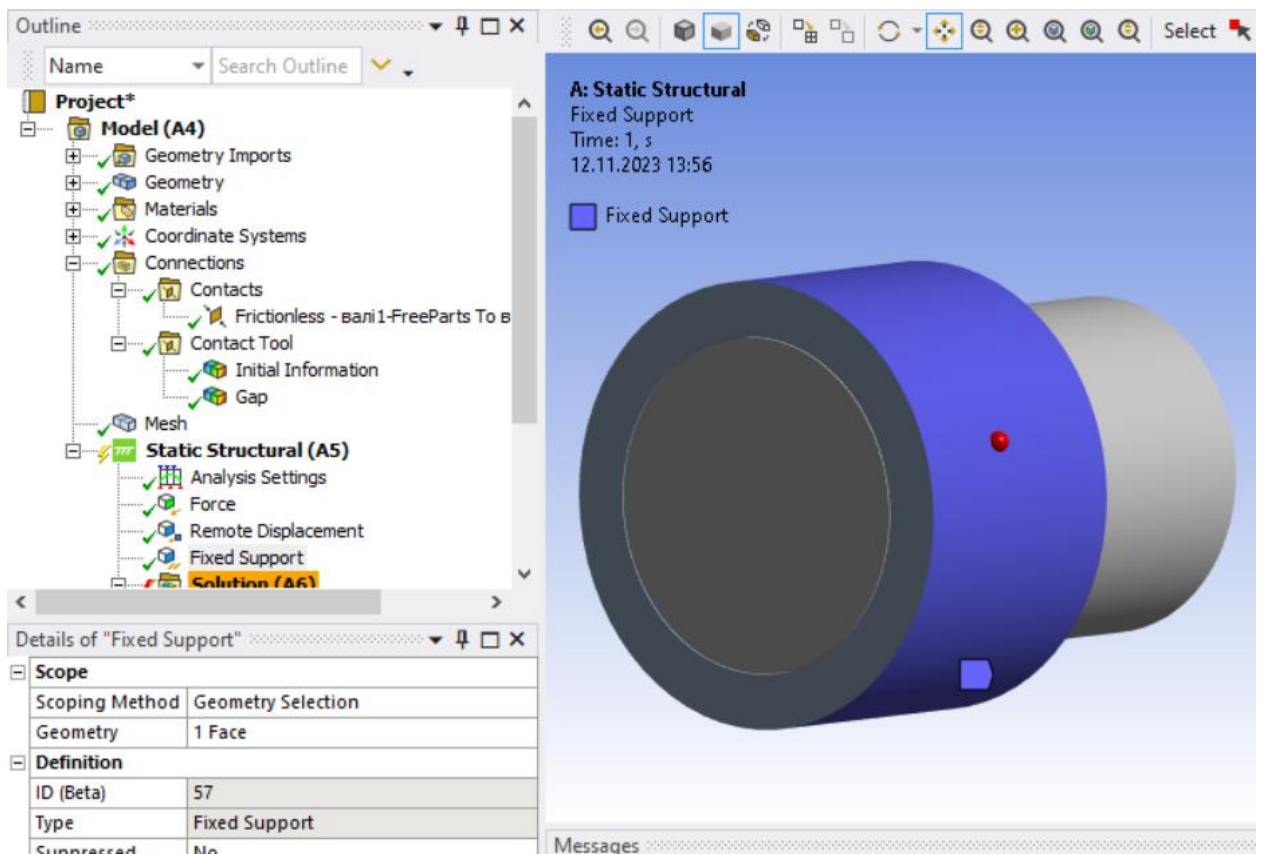 Outline
Name
Search Outline
Project*
Model (A4)
Geometry Imports
Geometry
Materials
Coordinate Systems
Connections
Contacts
Frictionless - валі1-FreeParts To в
Contact Tool
Initial Information
Gap
Mesh
Static Structural (A5)
Analysis Settings
Force
Remote Displacement
Fixed Support
Solution (A6)
Details of "Fixed Support"
Scope
Scoping Method Geometry Selection
Geometry 1 Face
Definition
ID (Beta) 57
Type Fixed Support
Suppressed No
Select
A: Static Structural
Fixed Support
Time: 1, s
12.11.2023 13:56
Fixed Support
Messages